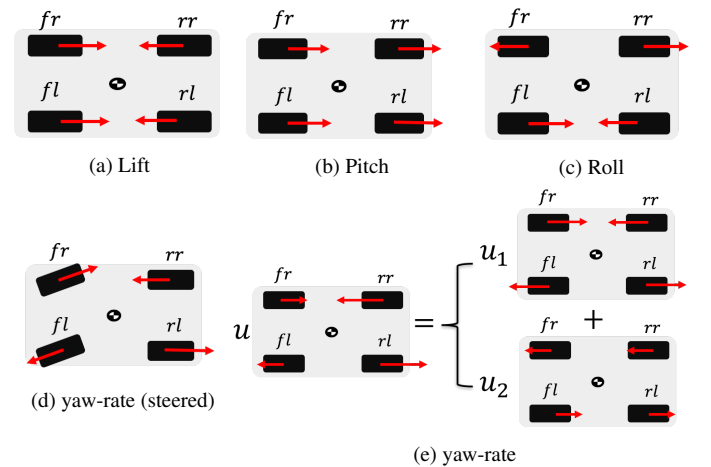 fr rr
fl rl
(a) Lift
fr rr
fl rl
(b) Pitch
fr rr
fl rl
(c) Roll
fr rr
fl rl
(d) yaw-rate (steered)
u
fr rr
fl rl
=
u₁
fr rr
fl rl
+
u₂
fr rr
fl rl
(e) yaw-rate